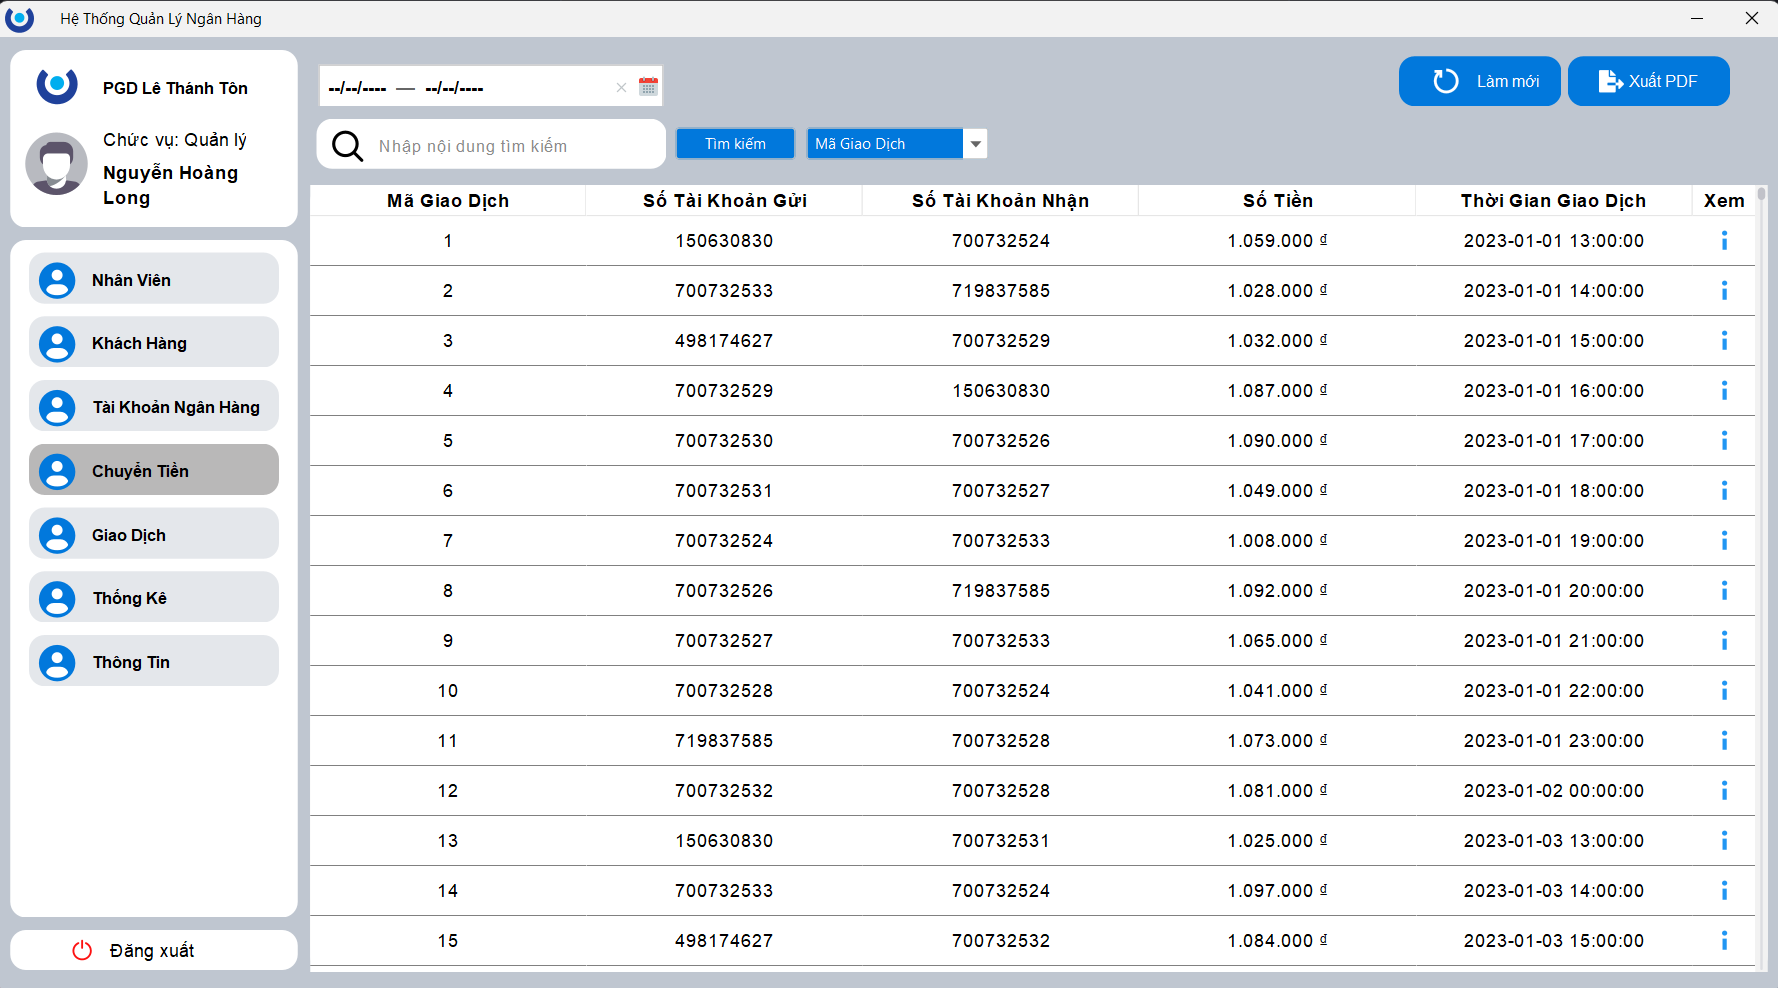 Hệ Thống Quản Lý Ngân Hàng
PGD Lê Thánh Tôn
Chức vụ: Quản lý
Nguyễn Hoàng
Long
Nhân Viên
Khách Hàng
Tài Khoản Ngân Hàng
Chuyển Tiền
Giao Dịch
Thống Kê
Thông Tin
Đăng xuất
--/--/---- — --/--/----
Làm mới
Xuất PDF
Nhập nội dung tìm kiếm
Tìm kiếm
Mã Giao Dịch
Mã Giao Dịch Số Tài Khoản Gửi Số Tài Khoản Nhận Số Tiền Thời Gian Giao Dịch Xem
1 150630830 700732524 1.059.000 ₫ 2023-01-01 13:00:00
2 700732533 719837585 1.028.000 ₫ 2023-01-01 14:00:00
3 498174627 700732529 1.032.000 ₫ 2023-01-01 15:00:00
4 700732529 150630830 1.087.000 ₫ 2023-01-01 16:00:00
5 700732530 700732526 1.090.000 ₫ 2023-01-01 17:00:00
6 700732531 700732527 1.049.000 ₫ 2023-01-01 18:00:00
7 700732524 700732533 1.008.000 ₫ 2023-01-01 19:00:00
8 700732526 719837585 1.092.000 ₫ 2023-01-01 20:00:00
9 700732527 700732533 1.065.000 ₫ 2023-01-01 21:00:00
10 700732528 700732524 1.041.000 ₫ 2023-01-01 22:00:00
11 719837585 700732528 1.073.000 ₫ 2023-01-01 23:00:00
12 700732532 700732528 1.081.000 ₫ 2023-01-02 00:00:00
13 150630830 700732531 1.025.000 ₫ 2023-01-03 13:00:00
14 700732533 700732524 1.097.000 ₫ 2023-01-03 14:00:00
15 498174627 700732532 1.084.000 ₫ 2023-01-03 15:00:00